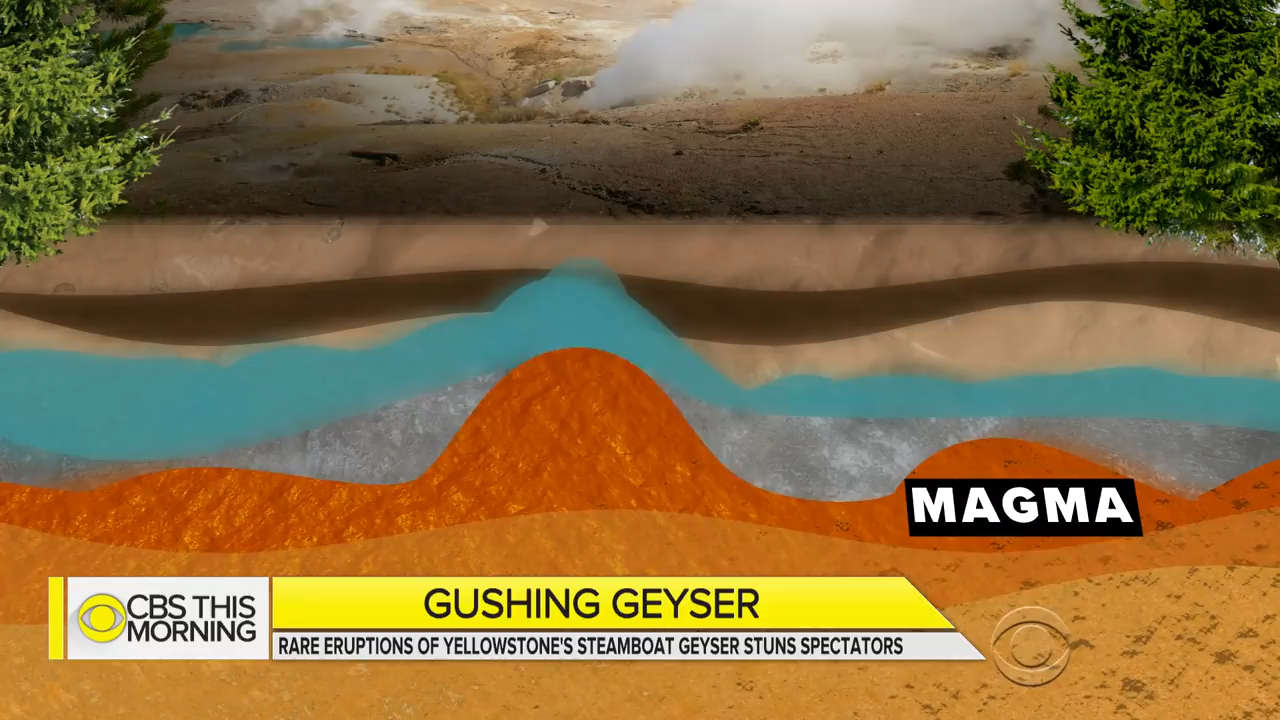 MAGMA
CBS THIS
MORNING
GUSHING GEYSER
RARE ERUPTIONS OF YELLOWSTONE'S STEAMBOAT GEYSER STUNS SPECTATORS